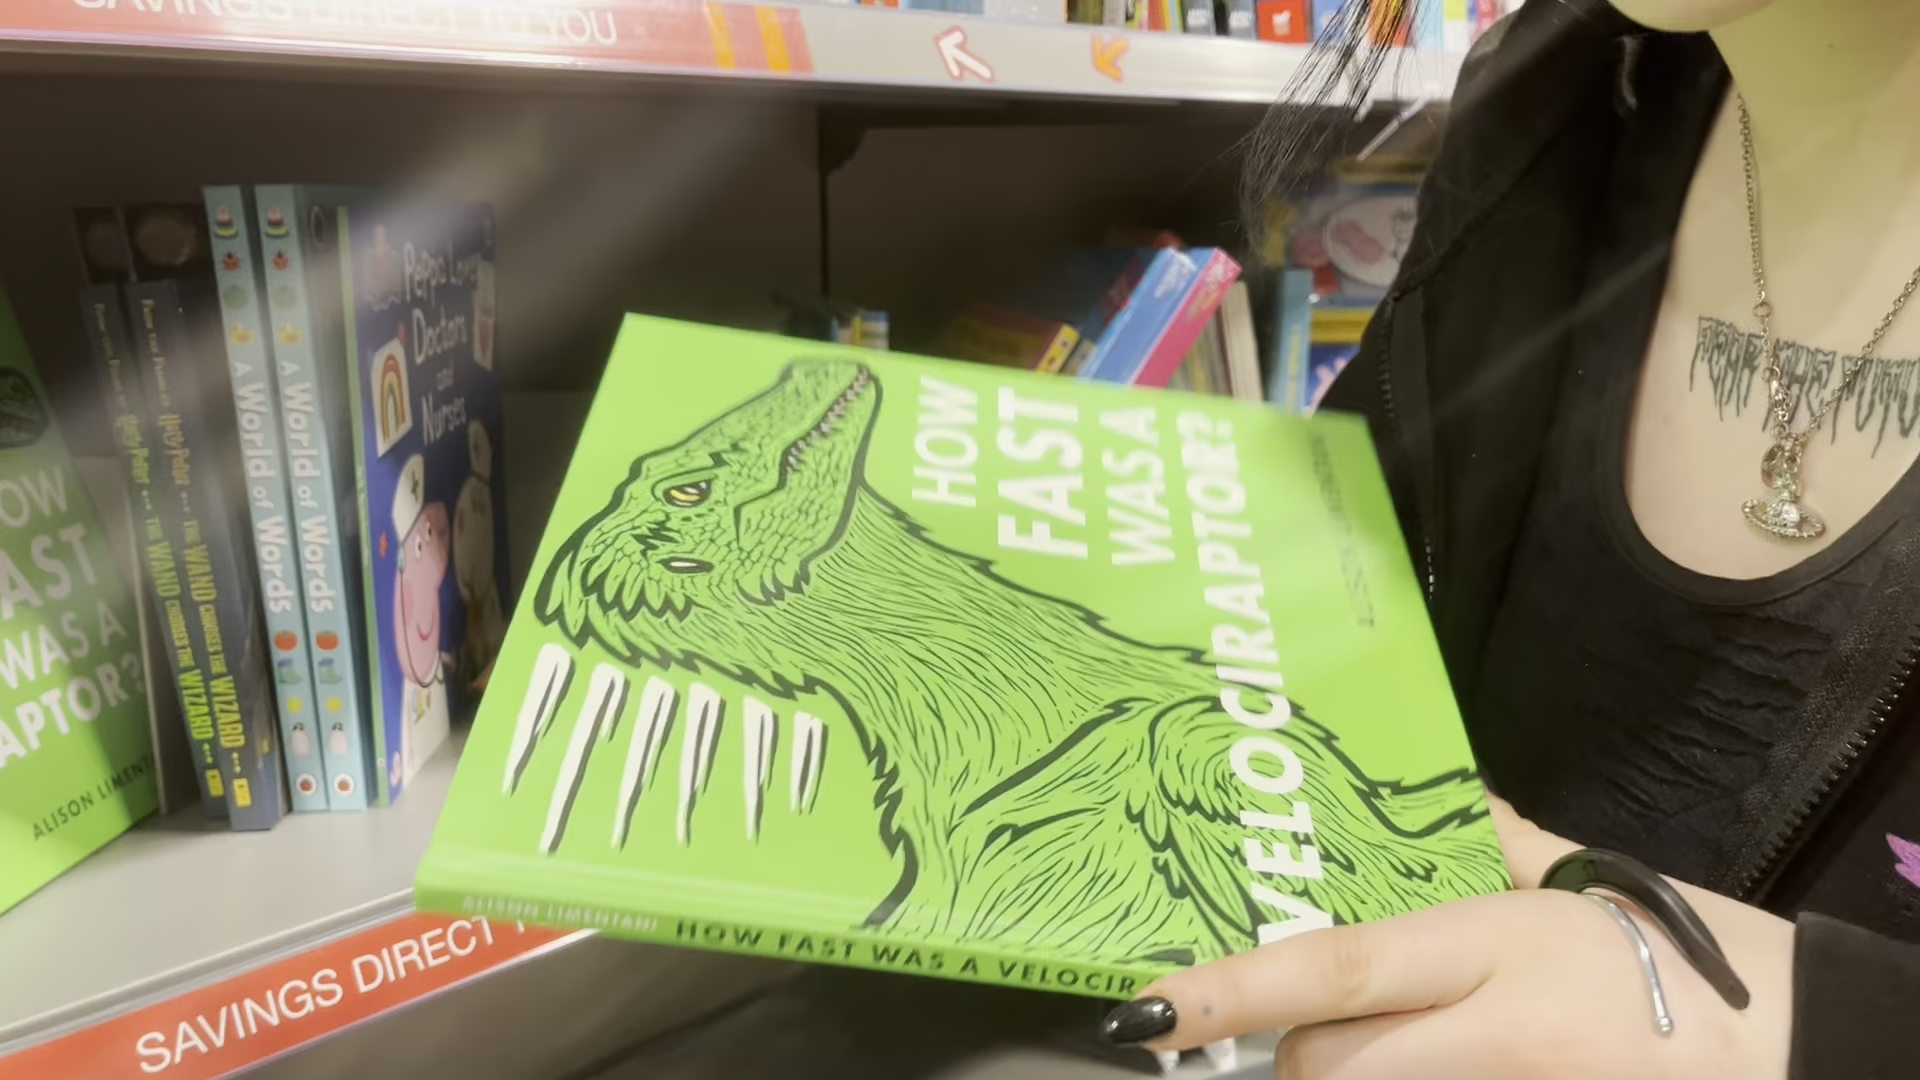 SAVINGS DIRECT TO YOU
HOW
FAST
WAS A
VELOCIRAPTOR?
ALISON LIMENTANI HOW FAST WAS A VELOCIR
OW
AST
WAS A
APTOR?
ALISON LIMENT
THE WAND CHOOSES THE WIZARD
THE WAND CHOOSES THE WIZARD
A World of Words
A World of Words
Peppa Loves
Doctors
and
Nurses
SAVINGS DIRECT
FEAR THE